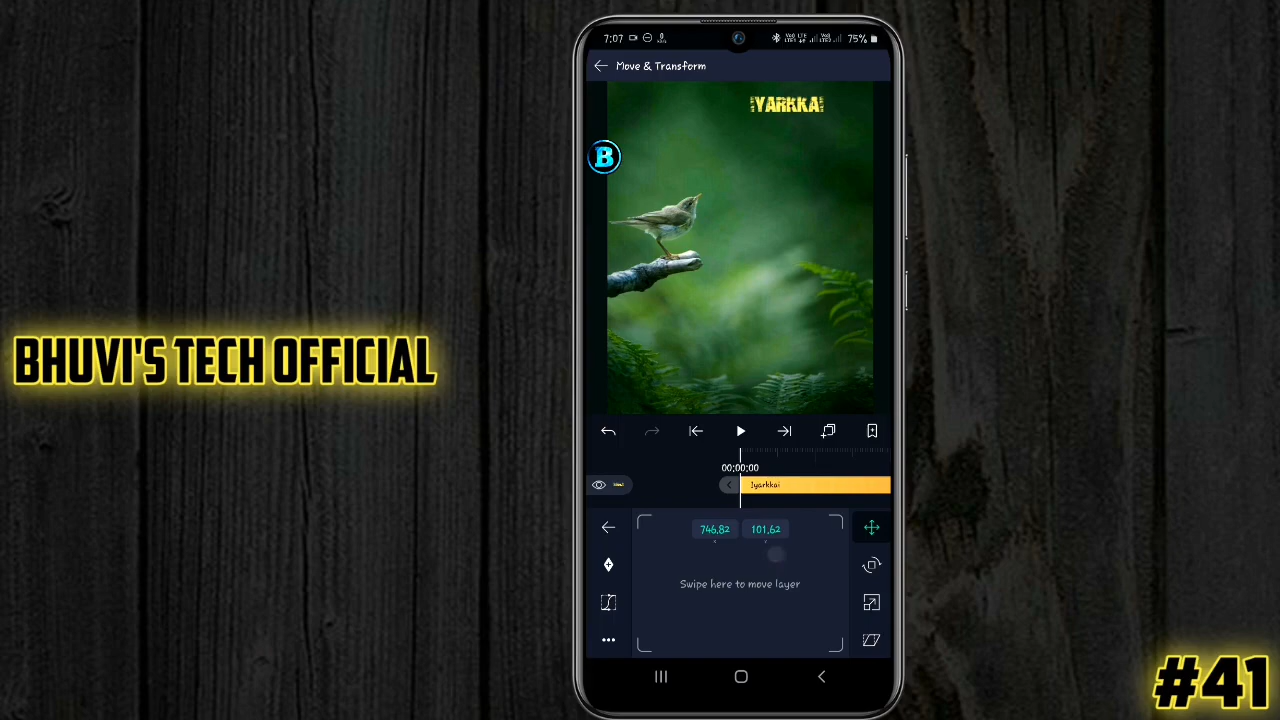 7:07
75%
Move & Transform
IYARKKAI
B
BHUVI'S TECH OFFICIAL
00:00:00
Iyarkkai
746.82 101.62
X Y
Swipe here to move layer
#41